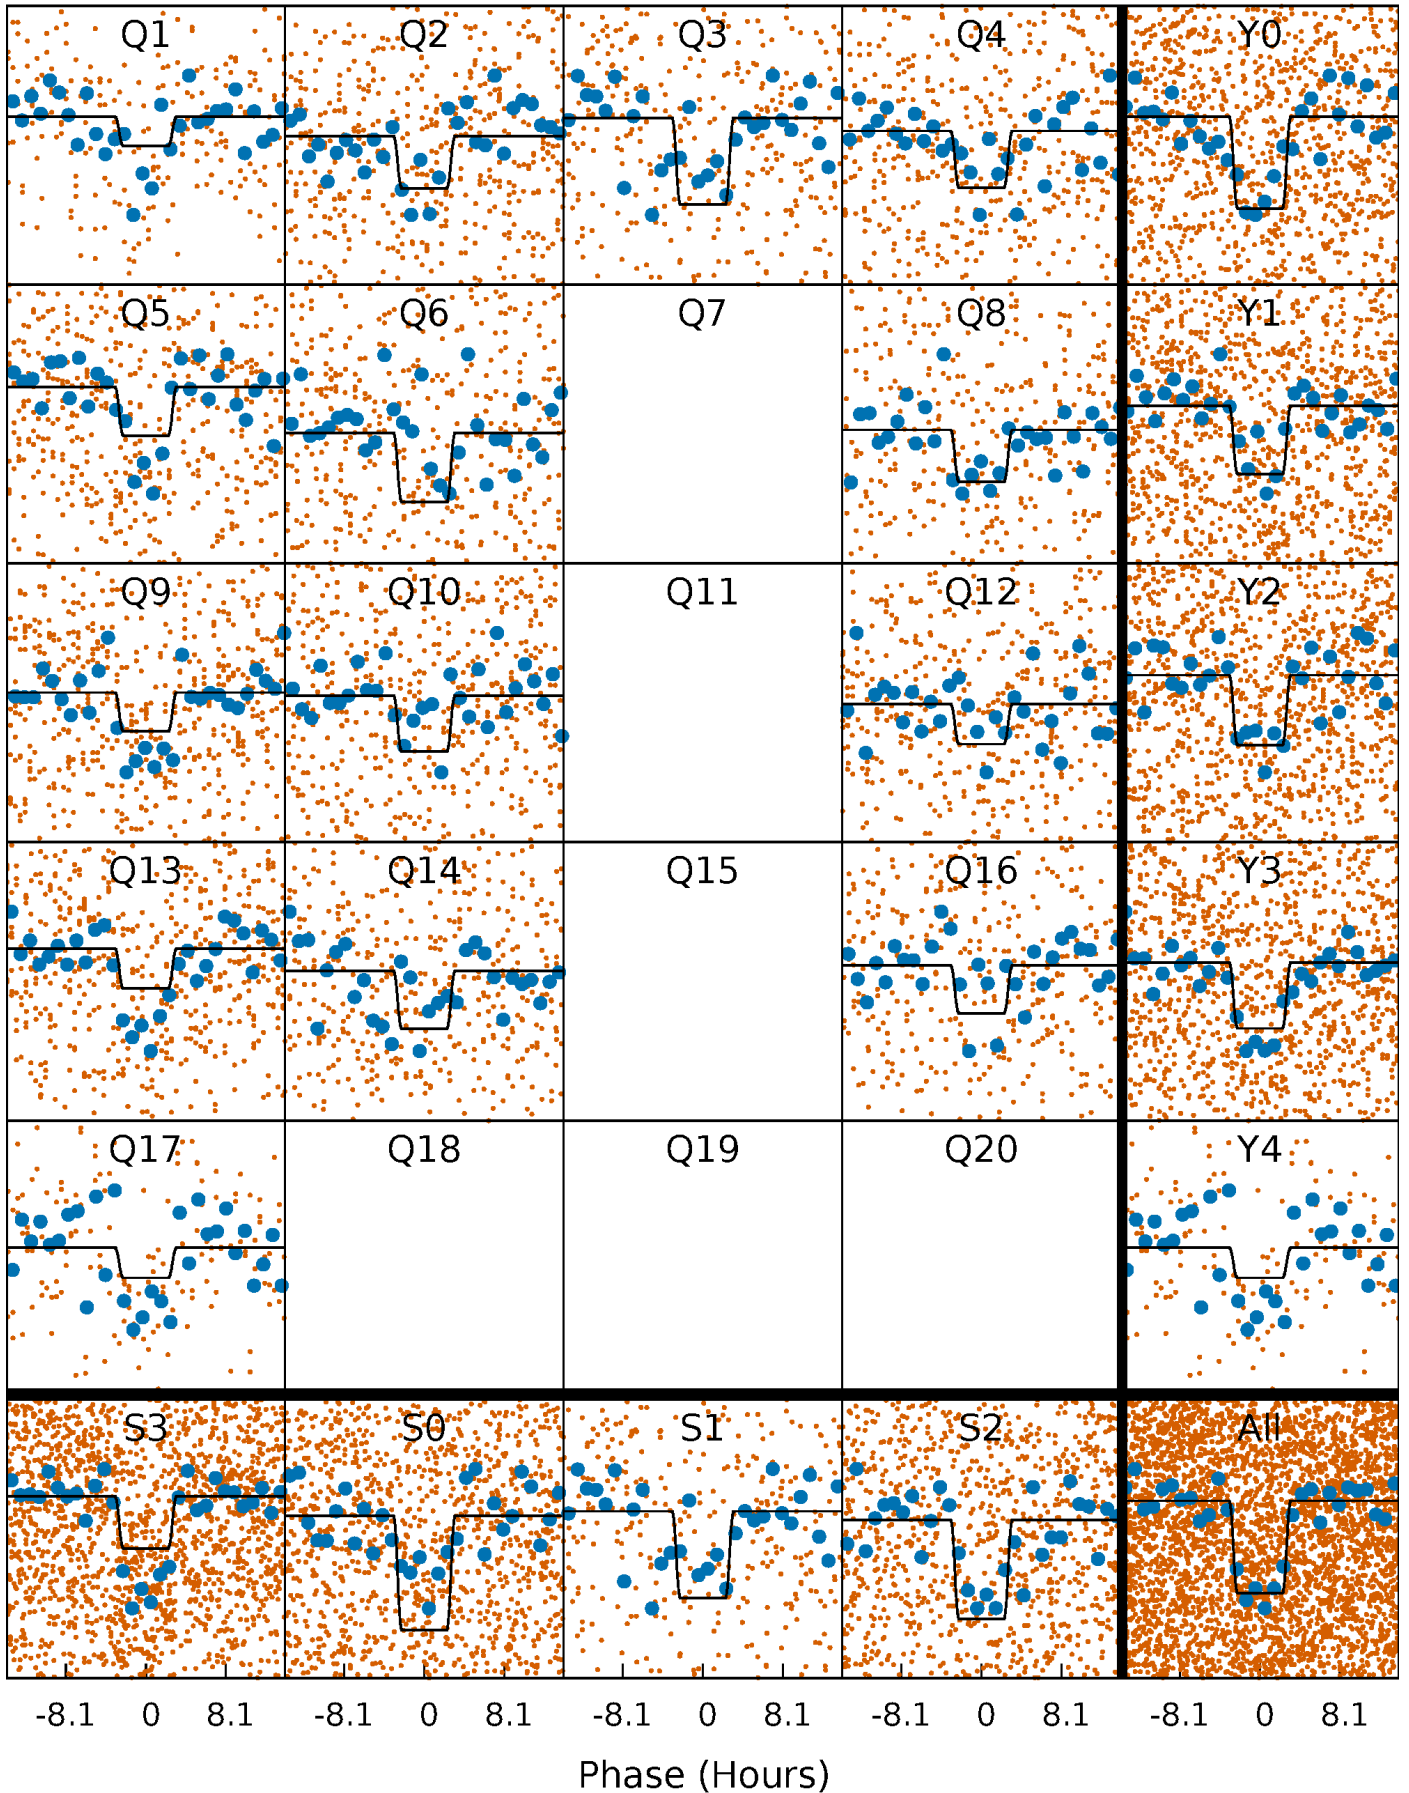 Q1 Q2 Q3 Q4 Y0
Q5 Q6 Q7 Q8 Y1
Q9 Q10 Q11 Q12 Y2
Q13 Q14 Q15 Q16 Y3
Q17 Q18 Q19 Q20 Y4
S3 S0 S1 S2 All
-8.1 0 8.1 -8.1 0 8.1 -8.1 0 8.1 -8.1 0 8.1 -8.1 0 8.1
Phase (Hours)